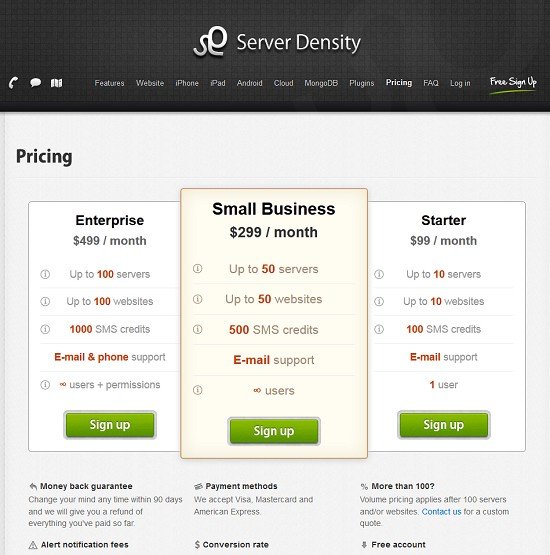 Server Density
Features Website iPhone iPad Android Cloud MongoDB Plugins Pricing FAQ Log in Free Sign Up
Pricing
Enterprise
$499 / month
Up to 100 servers
Up to 100 websites
1000 SMS credits
E-mail & phone support
∞ users + permissions
Sign up
Small Business
$299 / month
Up to 50 servers
Up to 50 websites
500 SMS credits
E-mail support
∞ users
Sign up
Starter
$99 / month
Up to 10 servers
Up to 10 websites
100 SMS credits
E-mail support
1 user
Sign up
Money back guarantee
Change your mind any time within 90 days
and we will give you a refund of
everything you've paid so far.
Payment methods
We accept Visa, Mastercard and
American Express.
% More than 100?
Volume pricing applies after 100 servers
and/or websites. Contact us for a custom
quote.
Alert notification fees
$ Conversion rate
Free account